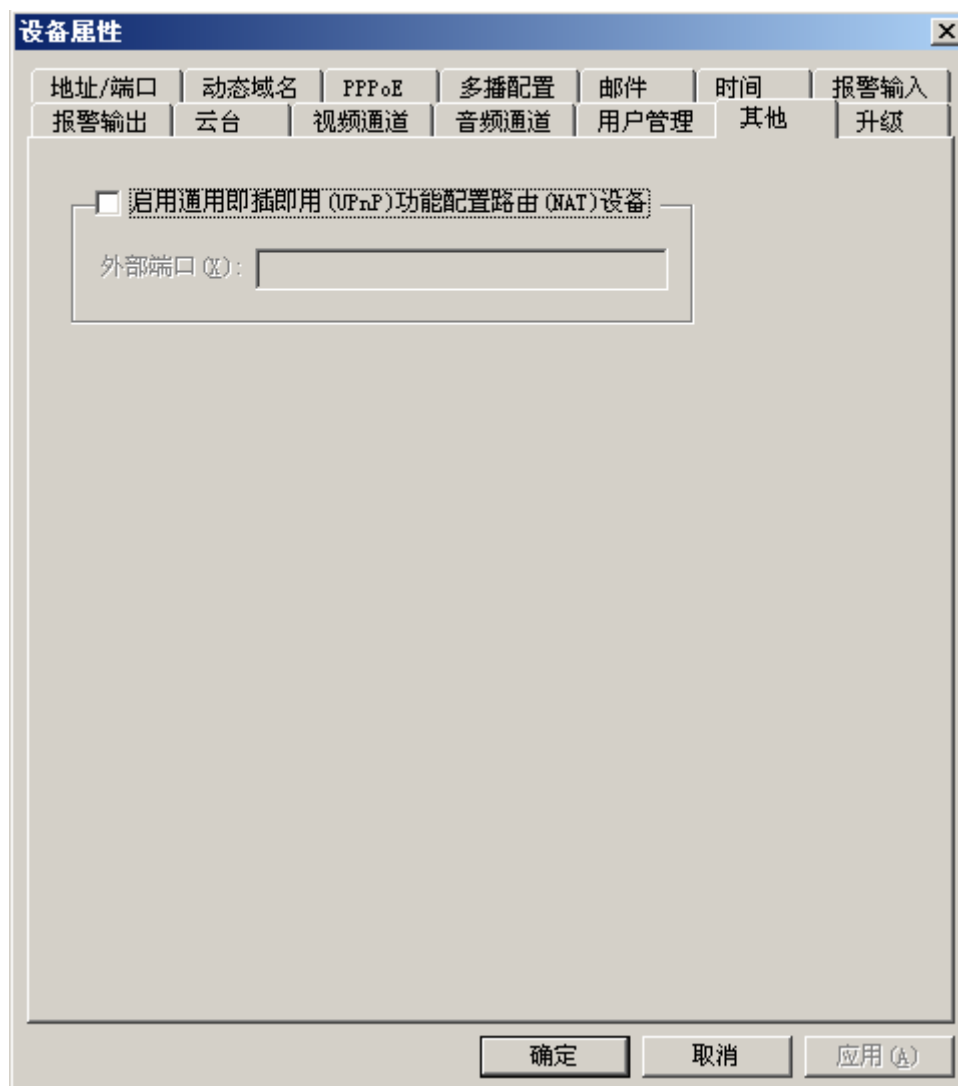 设备属性
地址/端口 动态域名 PPPoE 多播配置 邮件 时间 报警输入
报警输出 云台 视频通道 音频通道 用户管理 其他 升级
启用通用即插即用(UPnP)功能配置路由(NAT)设备
外部端口(X):
确定 取消 应用(A)